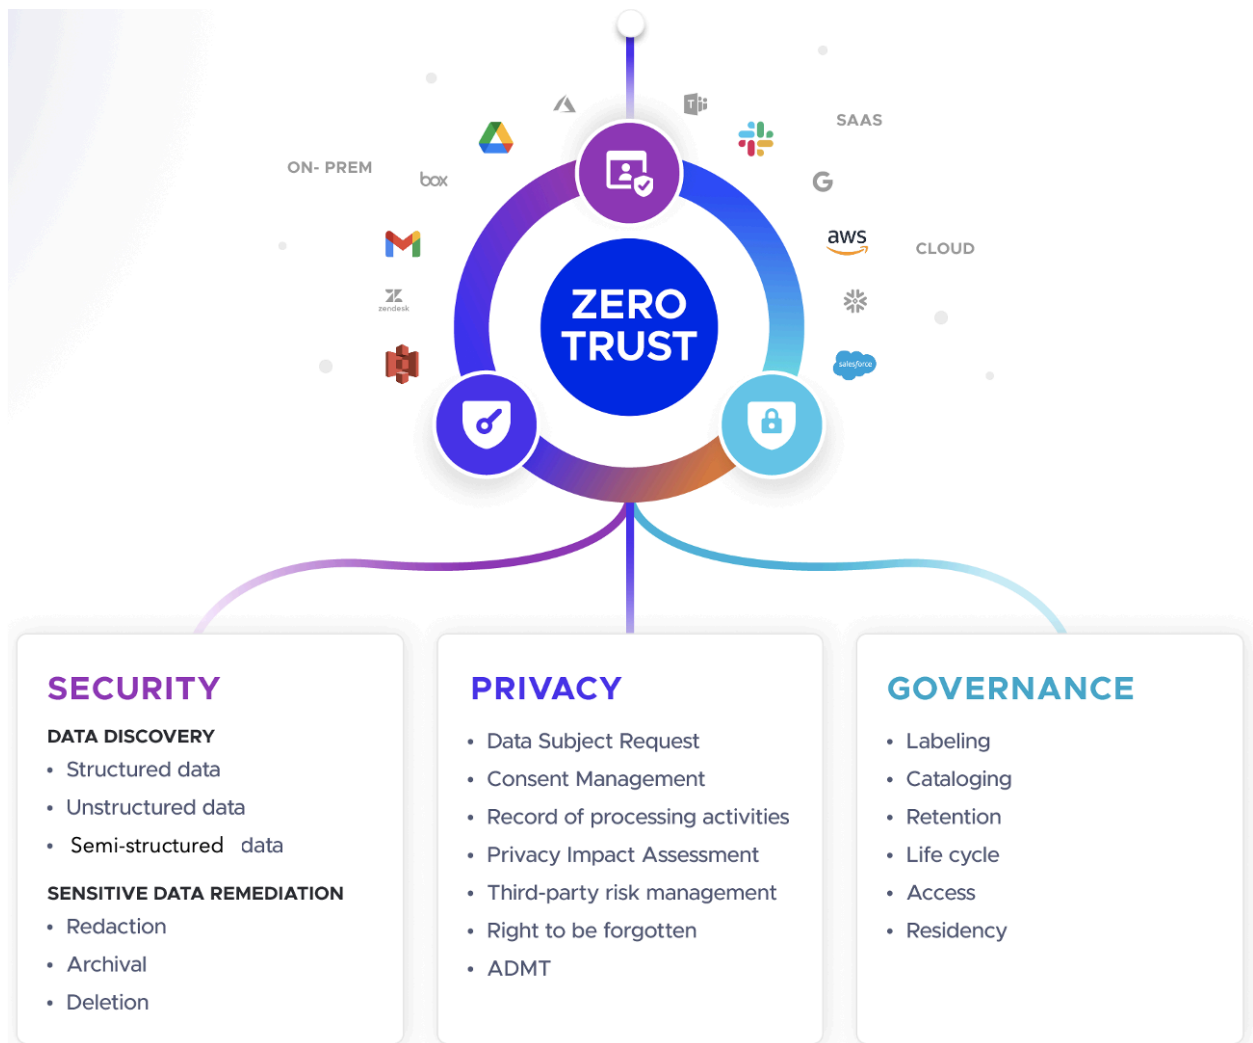 SAAS
ON- PREM
box
aws
CLOUD
zendesk
salesforce
ZERO
TRUST
SECURITY
DATA DISCOVERY
• Structured data
• Unstructured data
• Semi-structured data
SENSITIVE DATA REMEDIATION
• Redaction
• Archival
• Deletion
PRIVACY
• Data Subject Request
• Consent Management
• Record of processing activities
• Privacy Impact Assessment
• Third-party risk management
• Right to be forgotten
• ADMT
GOVERNANCE
• Labeling
• Cataloging
• Retention
• Life cycle
• Access
• Residency